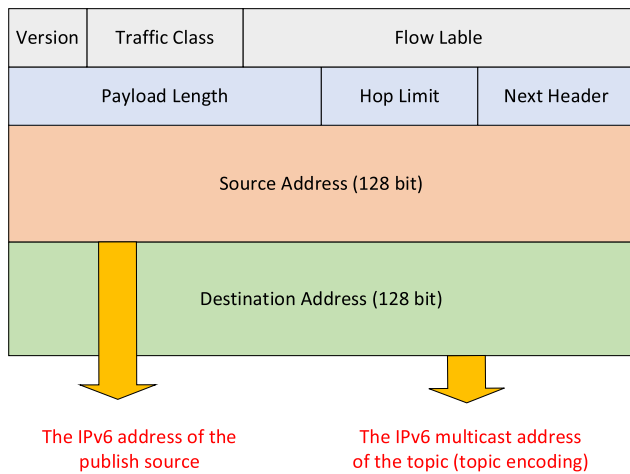 Version Traffic Class Flow Lable
Payload Length Hop Limit Next Header
Source Address (128 bit)
Destination Address (128 bit)
The IPv6 address of the
publish source
The IPv6 multicast address
of the topic (topic encoding)